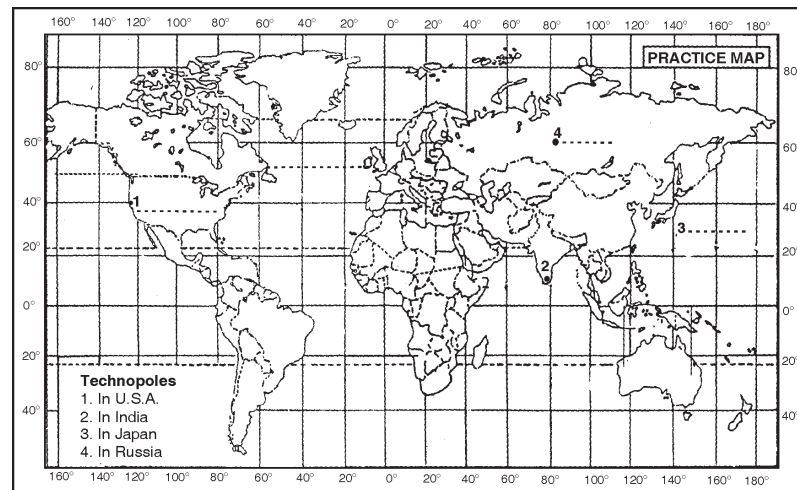 160° 140° 120° 100° 80° 60° 40° 20° 0° 20° 40° 60° 80° 100° 120° 140° 160° 180°
PRACTICE MAP
80° 80°
4
60° 60°
40° 1 40°
3
20° 2 20°
0° 0°
20° 20°
Technopoles
1. In U.S.A.
2. In India
3. In Japan
4. In Russia
40° 40°
160° 140° 120° 100° 80° 60° 40° 20° 0° 20° 40° 60° 80° 100° 120° 140° 160° 180°